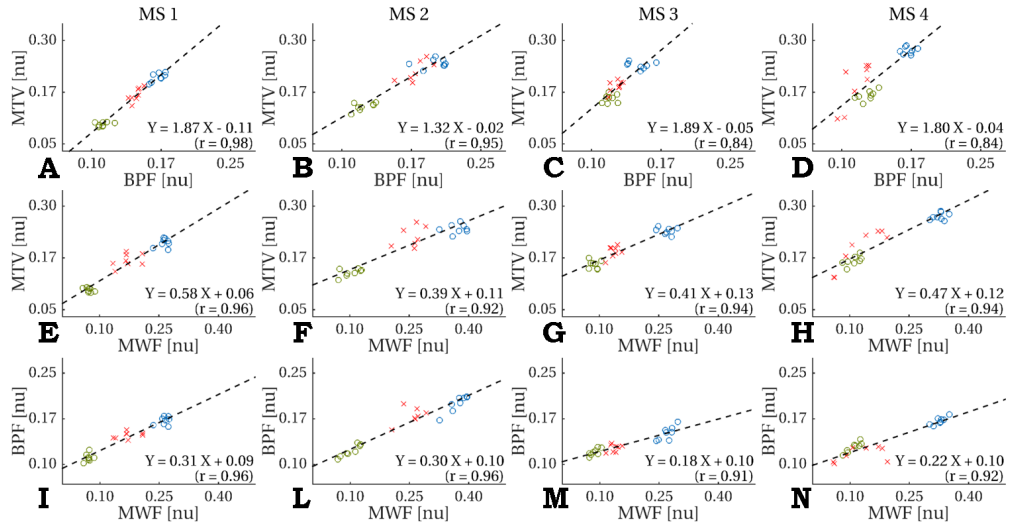 MS 1
MS 2
MS 3
MS 4
MTV [nu]
0.30
0.17
0.05
Y = 1.87 X - 0.11
(r = 0,98)
A
0.10
0.17
0.25
BPF [nu]
MTV [nu]
0.30
0.17
0.05
Y = 1.32 X - 0.02
(r = 0,95)
B
0.10
0.17
0.25
BPF [nu]
MTV [nu]
0.30
0.17
0.05
Y = 1.89 X - 0.05
(r = 0,84)
C
0.10
0.17
0.25
BPF [nu]
MTV [nu]
0.30
0.17
0.05
Y = 1.80 X - 0.04
(r = 0,84)
D
0.10
0.17
0.25
BPF [nu]
MTV [nu]
0.30
0.17
0.05
Y = 0.58 X + 0.06
(r = 0.96)
E
0.10
0.25
0.40
MWF [nu]
MTV [nu]
0.30
0.17
0.05
Y = 0.39 X + 0.11
(r = 0.92)
F
0.10
0.25
0.40
MWF [nu]
MTV [nu]
0.30
0.17
0.05
Y = 0.41 X + 0.13
(r = 0.94)
G
0.10
0.25
0.40
MWF [nu]
MTV [nu]
0.30
0.17
0.05
Y = 0.47 X + 0.12
(r = 0.94)
H
0.10
0.25
0.40
MWF [nu]
BPF [nu]
0.25
0.17
0.10
Y = 0.31 X + 0.09
(r = 0.96)
I
0.10
0.25
0.40
MWF [nu]
BPF [nu]
0.25
0.17
0.10
Y = 0.30 X + 0.10
(r = 0.96)
L
0.10
0.25
0.40
MWF [nu]
BPF [nu]
0.25
0.17
0.10
Y = 0.18 X + 0.10
(r = 0.91)
M
0.10
0.25
0.40
MWF [nu]
BPF [nu]
0.25
0.17
0.10
Y = 0.22 X + 0.10
(r = 0.92)
N
0.10
0.25
0.40
MWF [nu]